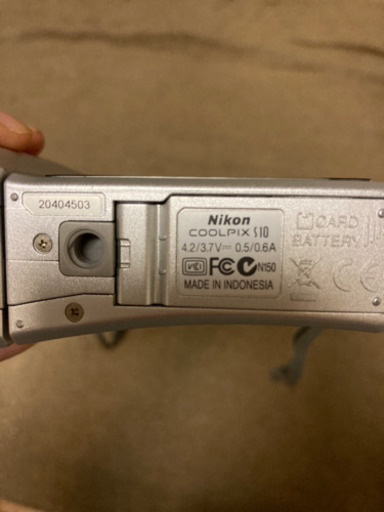 20404503
Nikon
COOLPIX S10
4.2/3.7V⎓ 0.5/0.6A
VCI FC N150
MADE IN INDONESIA
CARD
BATTERY
CE